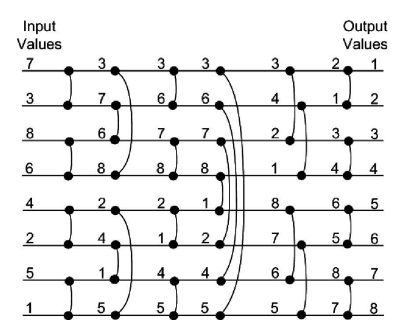 Input Output
Values Values
7 3 3 3 3 2 1
3 7 6 6 4 1 2
8 6 7 7 2 3 3
6 8 8 8 1 4 4
4 2 2 1 8 6 5
2 4 1 2 7 5 6
5 1 4 4 6 8 7
1 5 5 5 5 7 8